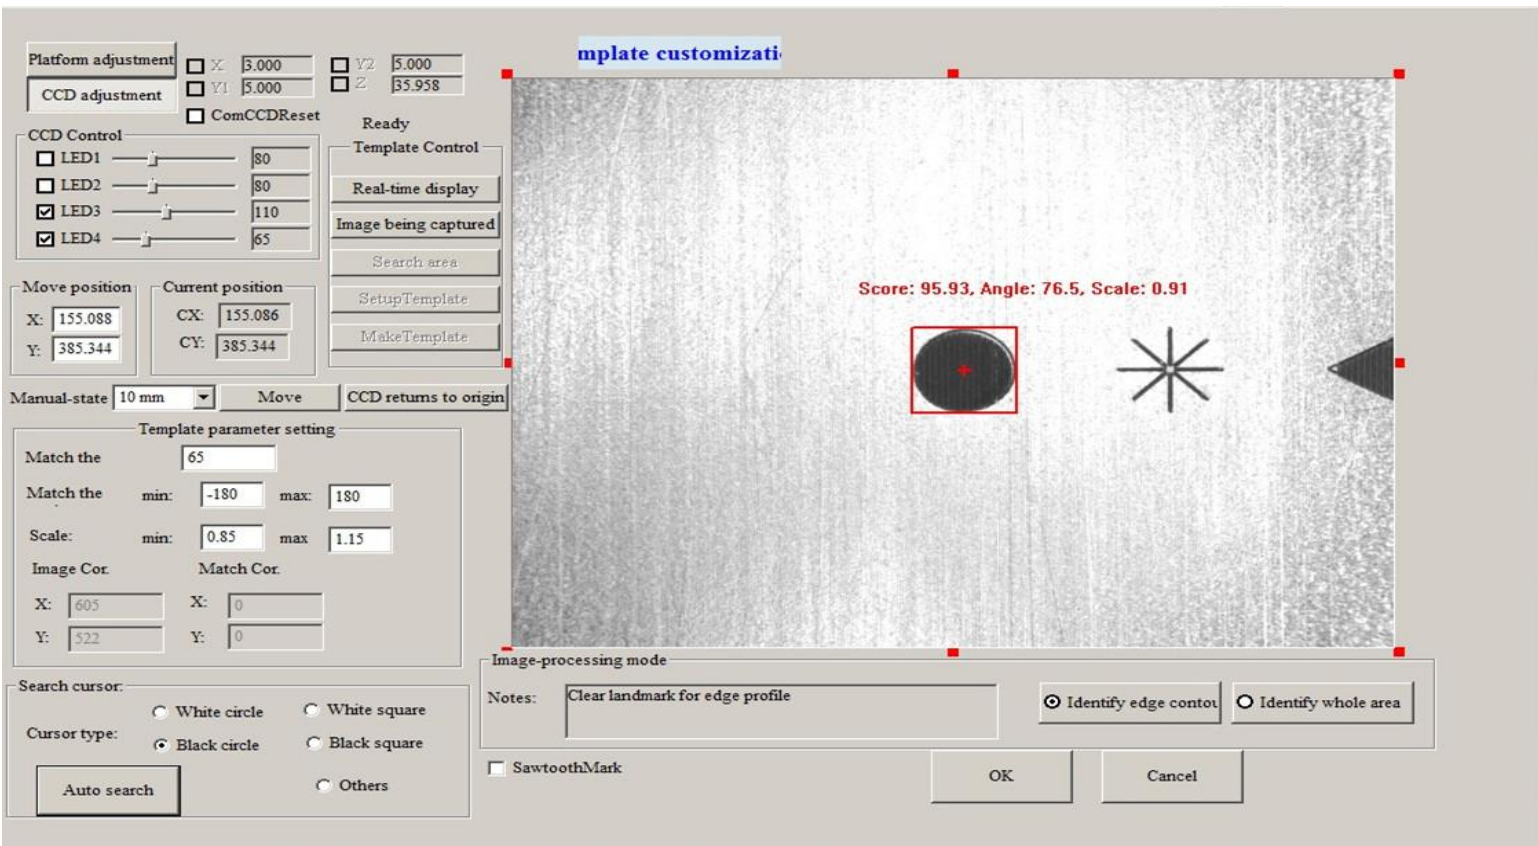 mplate customizati
Platform adjustment
CCD adjustment
X 3.000
Y2 5.000
Y1 5.000
Z 35.958
ComCCDReset
Ready
CCD Control
LED1 80
LED2 80
LED3 110
LED4 65
Template Control
Real-time display
Image being captured
Search area
SetupTemplate
MakeTemplate
Move position
X: 155.088
Y: 385.344
Current position
CX: 155.086
CY: 385.344
Manual-state 10 mm Move CCD returns to origin
Template parameter setting
Match the 65
Match the min: -180 max: 180
Scale: min: 0.85 max 1.15
Image Cor. Match Cor.
X: 605 X: 0
Y: 522 Y: 0
Search cursor:
Cursor type:
White circle White square
Black circle Black square
Others
Auto search
Score: 95.93, Angle: 76.5, Scale: 0.91
Image-processing mode
Notes: Clear landmark for edge profile
Identify edge contou
Identify whole area
SawtoothMark
OK Cancel